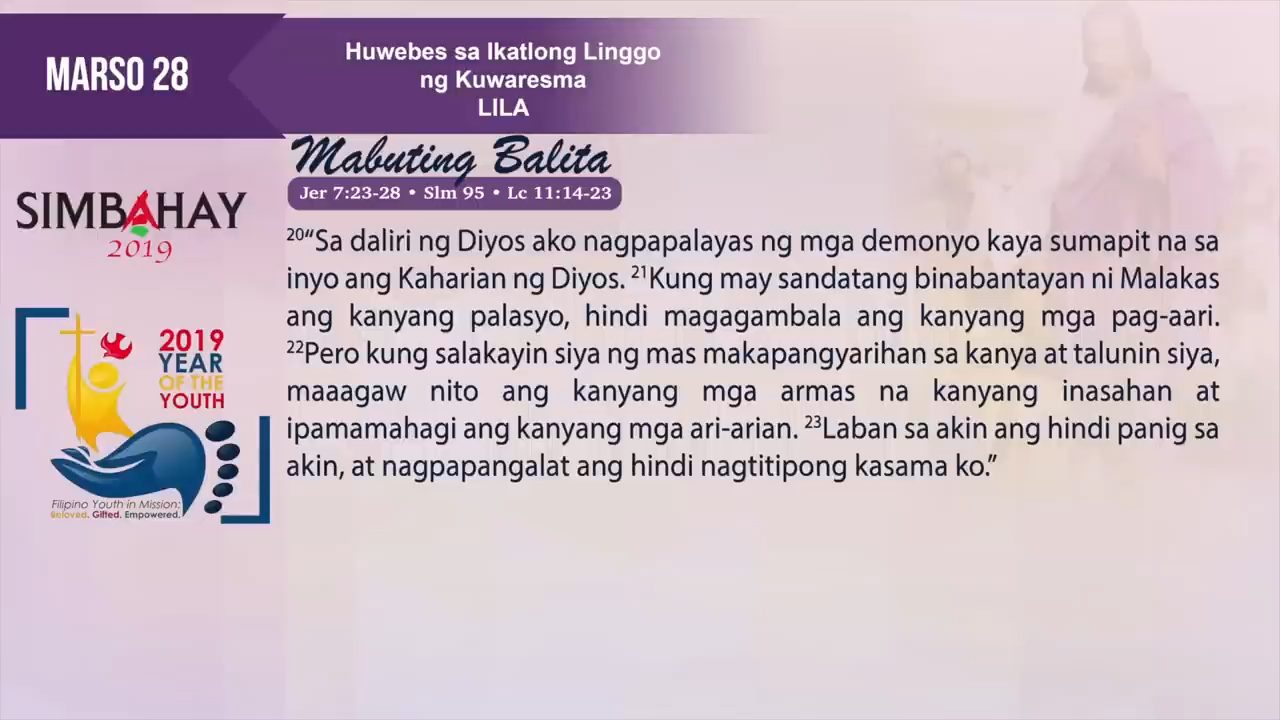 MARSO 28
Huwebes sa Ikatlong Linggo
ng Kuwaresma
LILA
Mabuting Balita
Jer 7:23-28 • Slm 95 • Lc 11:14-23
SIMBAHAY
2019
20“Sa daliri ng Diyos ako nagpapalayas ng mga demonyo kaya sumapit na sa
inyo ang Kaharian ng Diyos. 21Kung may sandatang binabantayan ni Malakas
ang kanyang palasyo, hindi magagambala ang kanyang mga pag-aari.
22Pero kung salakayin siya ng mas makapangyarihan sa kanya at talunin siya,
maaagaw nito ang kanyang mga armas na kanyang inasahan at
ipamamahagi ang kanyang mga ari-arian. 23Laban sa akin ang hindi panig sa
akin, at nagpapangalat ang hindi nagtitipong kasama ko.”
2019
YEAR
OF THE
YOUTH
Filipino Youth in Mission:
Beloved. Gifted. Empowered.